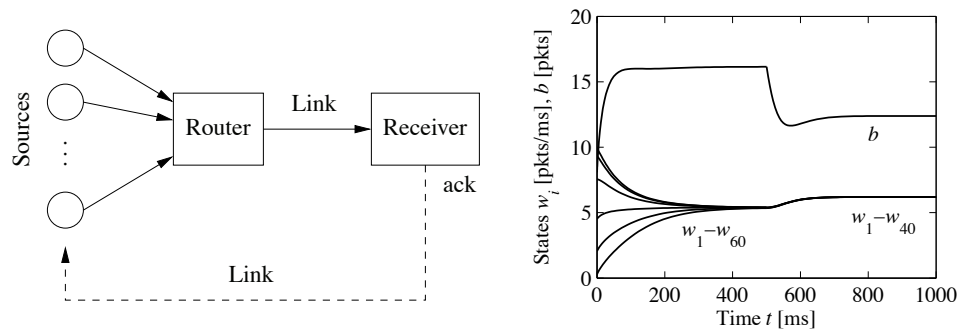 Sources
...
Router
Link
Receiver
ack
Link
States w_i [pkts/ms], b [pkts]
20
15
10
5
0
b
w_1–w_60
w_1–w_40
0 200 400 600 800 1000
Time t [ms]